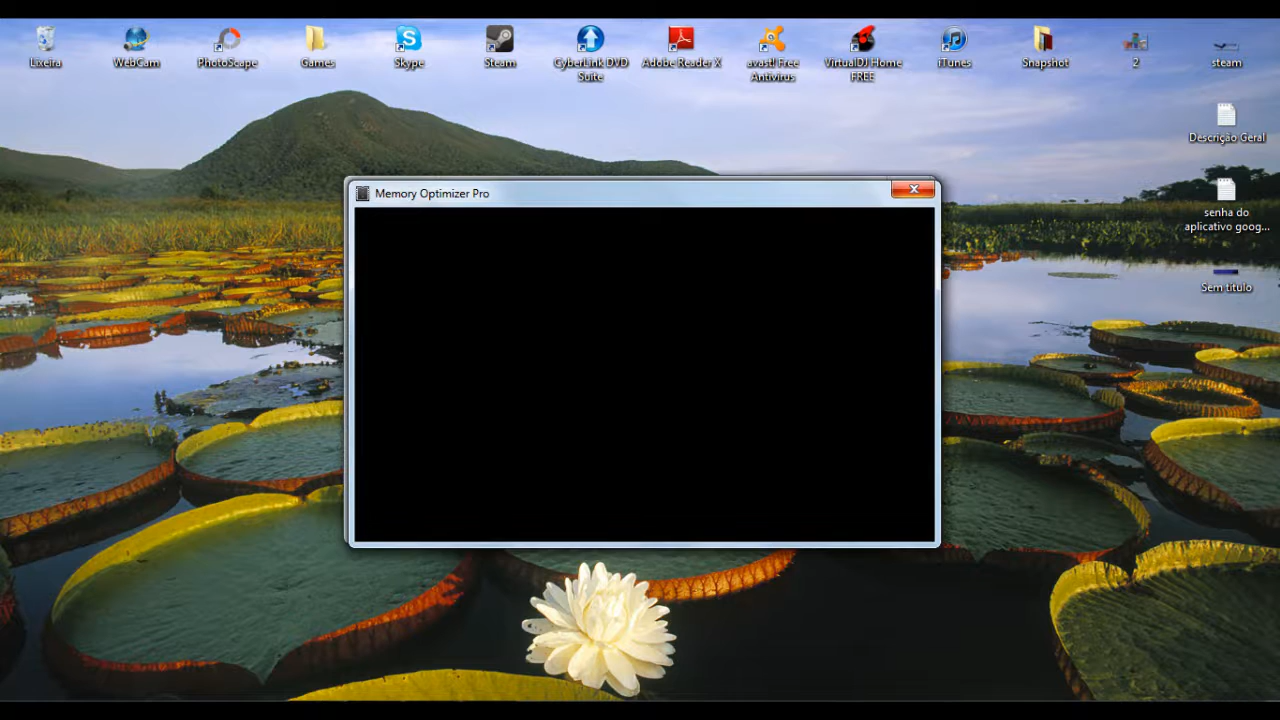 Lixeira
WebCam
PhotoScape
Games
Skype
Steam
CyberLink DVD
Suite
Adobe Reader X
avast! Free
Antivirus
VirtualDJ Home
FREE
iTunes
Snapshot
2
steam
Descrição Geral
senha do
aplicativo goog...
Sem título
Memory Optimizer Pro